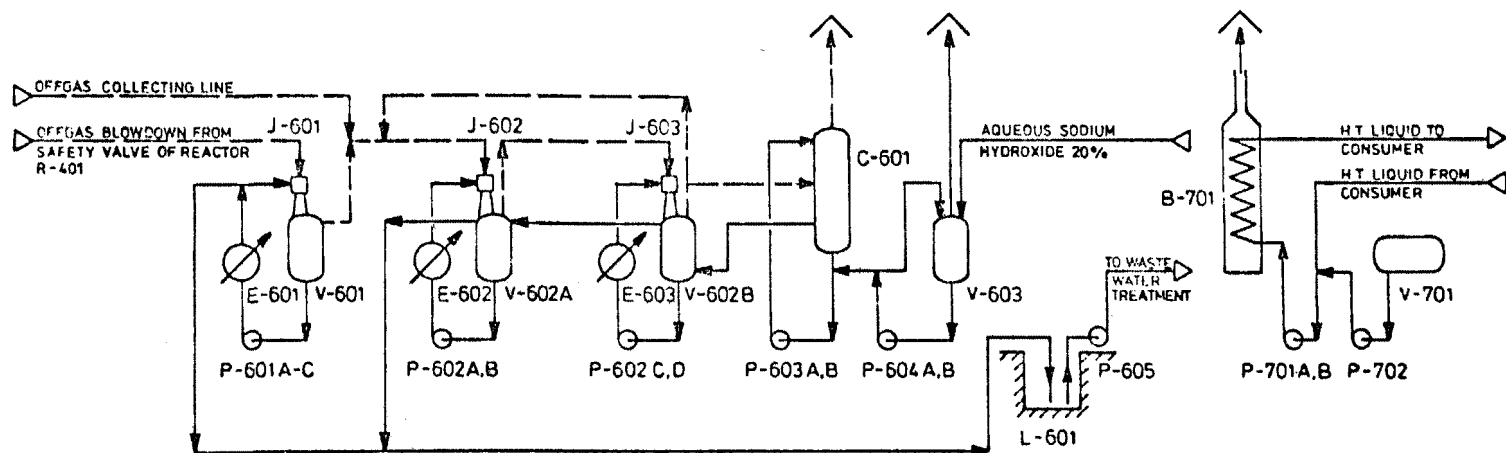 OFFGAS COLLECTING LINE
OFFGAS BLOWDOWN FROM
SAFETY VALVE OF REACTOR
R-401
J-601
J-602
J-603
C-601
AQUEOUS SODIUM
HYDROXIDE 20%
B-701
H.T. LIQUID TO
CONSUMER
H.T. LIQUID FROM
CONSUMER
E-601
V-601
E-602
V-602A
E-603
V-602B
V-603
TO WASTE
WATER
TREATMENT
V-701
P-601A-C
P-602A,B
P-602C,D
P-603A,B
P-604A,B
P-605
P-701A,B
P-702
L-601